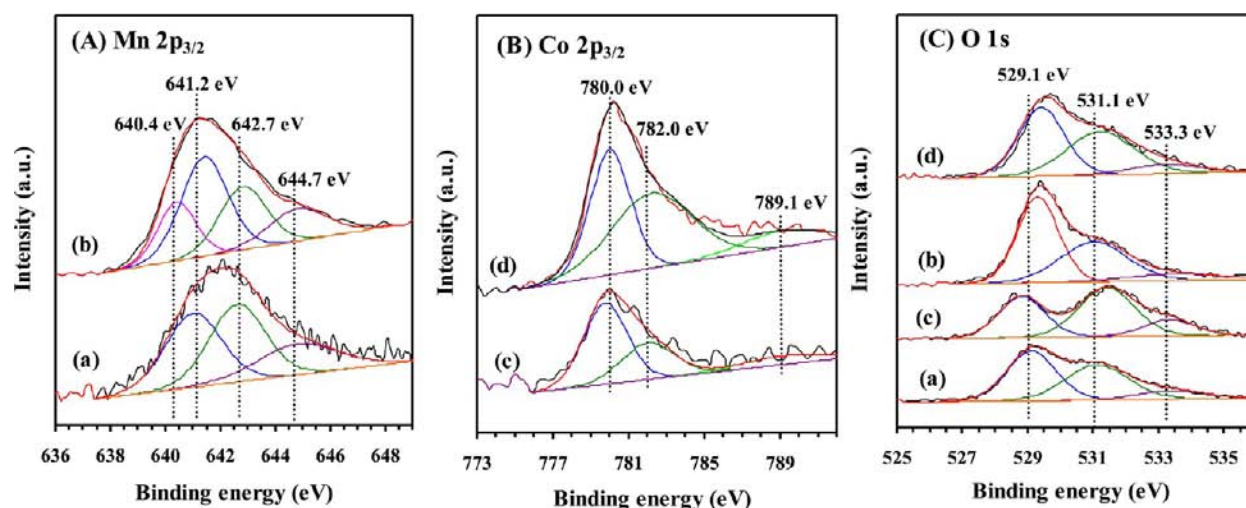 (A) Mn 2p3/2
641.2 eV
640.4 eV
642.7 eV
644.7 eV
(b)
(a)
Intensity (a.u.)
636 638 640 642 644 646 648
Binding energy (eV)
(B) Co 2p3/2
780.0 eV
782.0 eV
789.1 eV
(d)
(c)
Intensity (a.u.)
773 777 781 785 789
Binding energy (eV)
(C) O 1s
529.1 eV
531.1 eV
533.3 eV
(d)
(b)
(c)
(a)
Intensity (a.u.)
525 527 529 531 533 535
Binding energy (eV)